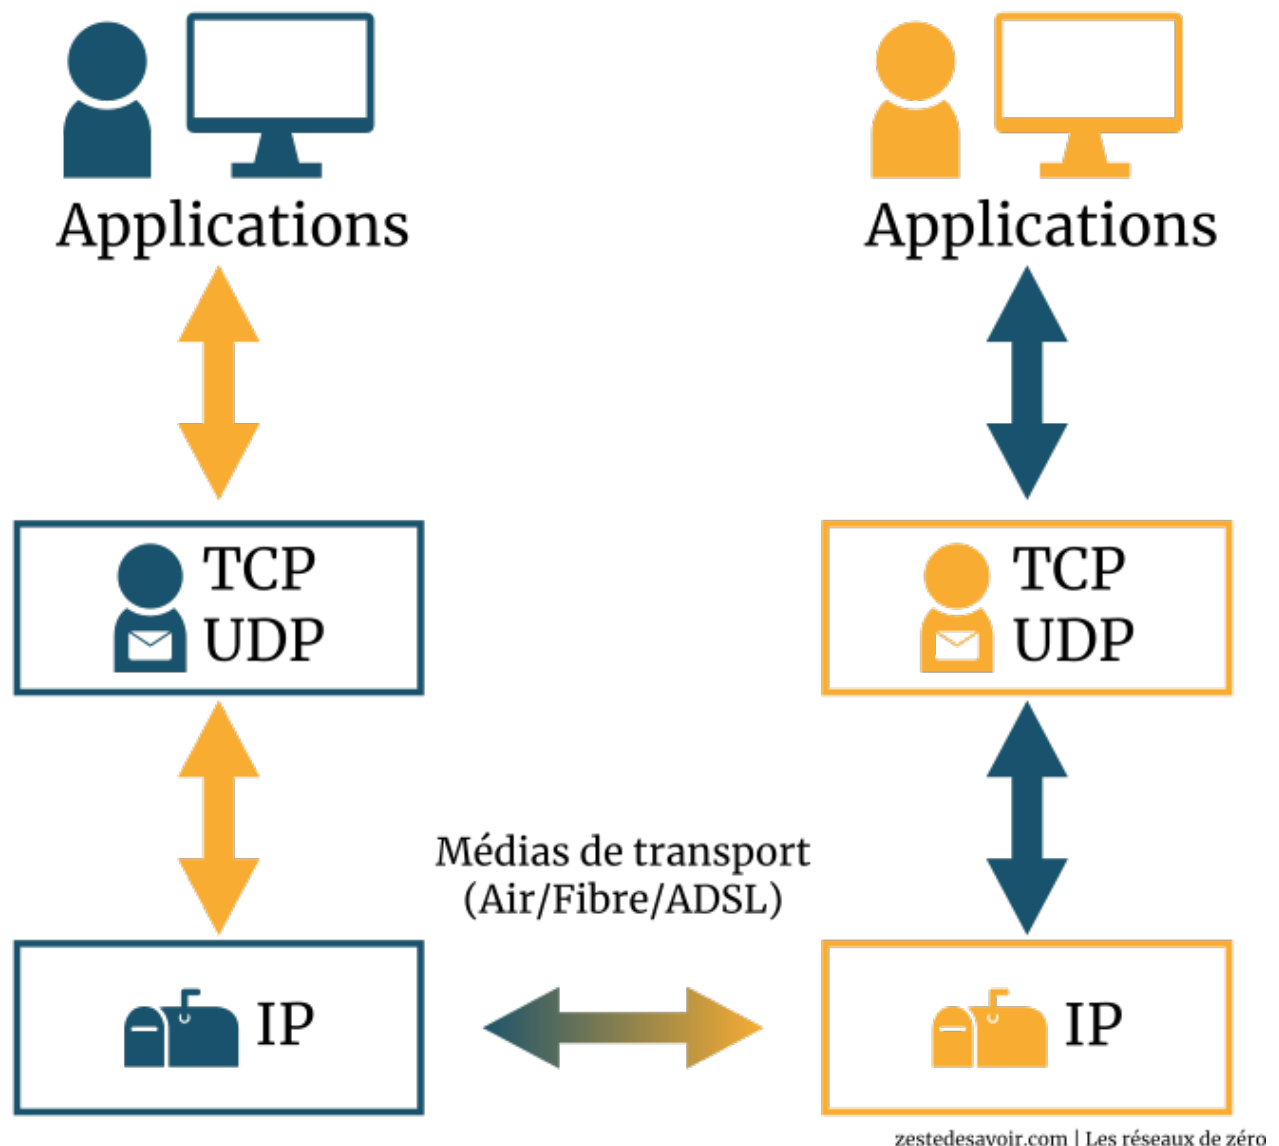 Applications
Applications
TCP
UDP
TCP
UDP
Médias de transport
(Air/Fibre/ADSL)
IP
IP
zestedesavoir.com | Les réseaux de zéro